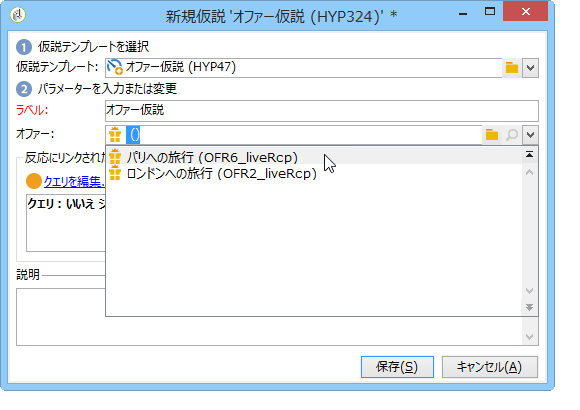 新規仮説 'オファー仮説 (HYP324)' *
1 仮説テンプレートを選択
仮説テンプレート: オファー仮説 (HYP47)
2 パラメーターを入力または変更
ラベル: オファー仮説
オファー: ()
反応にリンクされた
パリへの旅行 (OFR6_liveRcp)
ロンドンへの旅行 (OFR2_liveRcp)
クエリを編集.
クエリ : いいえ
説明
保存(S) キャンセル(A)